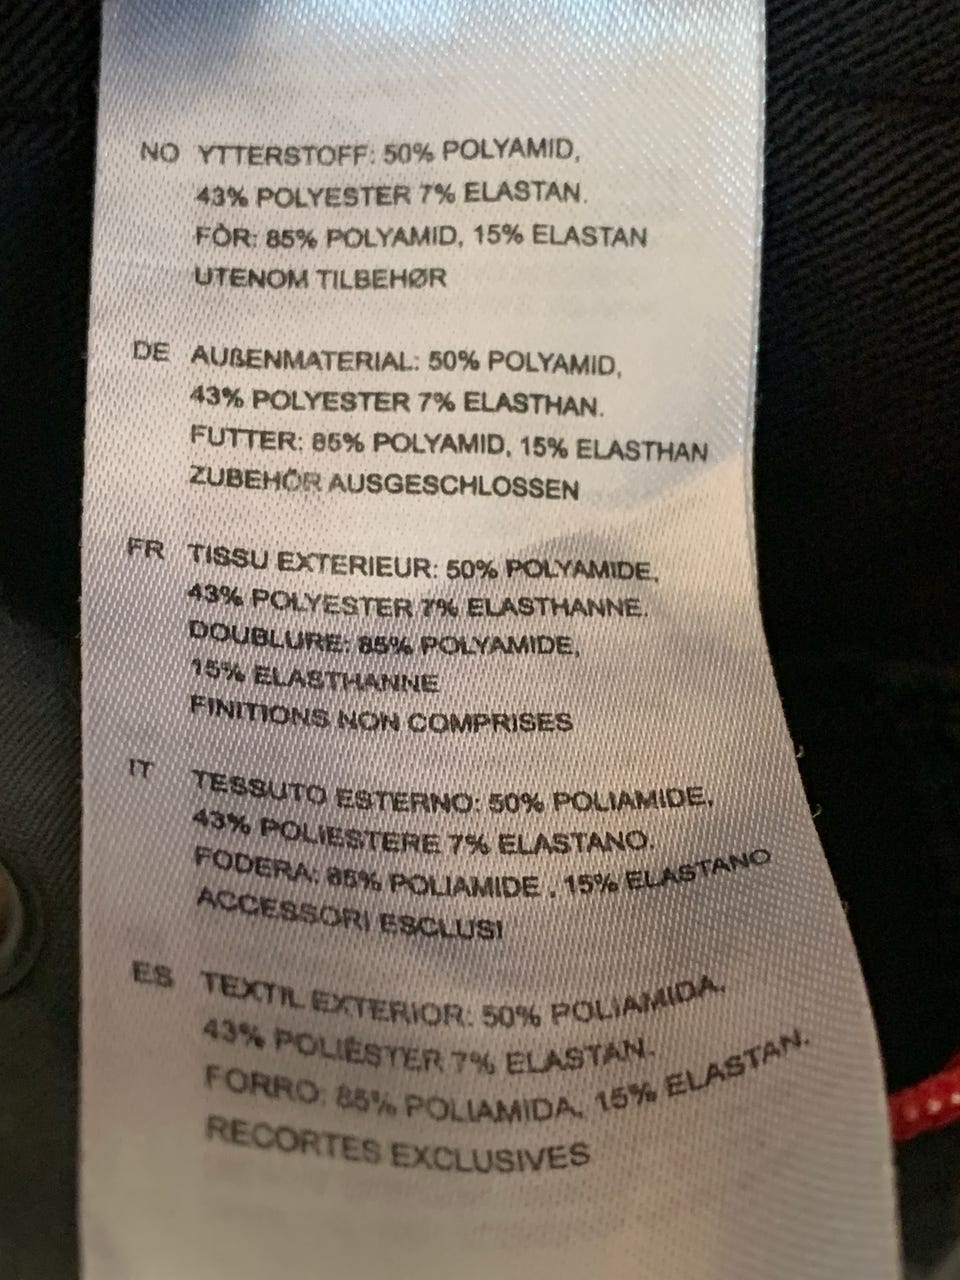 NO YTTERSTOFF: 50% POLYAMID,
43% POLYESTER 7% ELASTAN.
FÒR: 85% POLYAMID, 15% ELASTAN
UTENOM TILBEHØR
DE AUßENMATERIAL: 50% POLYAMID,
43% POLYESTER 7% ELASTHAN.
FUTTER: 85% POLYAMID, 15% ELASTHAN
ZUBEHÖR AUSGESCHLOSSEN
FR TISSU EXTERIEUR: 50% POLYAMIDE,
43% POLYESTER 7% ELASTHANNE.
DOUBLURE: 85% POLYAMIDE,
15% ELASTHANNE
FINITIONS NON COMPRISES
IT TESSUTO ESTERNO: 50% POLIAMIDE,
43% POLIESTERE 7% ELASTANO.
FODERA: 85% POLIAMIDE , 15% ELASTANO
ACCESSORI ESCLUSI
ES TEXTIL EXTERIOR: 50% POLIAMIDA,
43% POLIÉSTER 7% ELASTAN.
FORRO: 85% POLIAMIDA, 15% ELASTAN.
RECORTES EXCLUSIVES